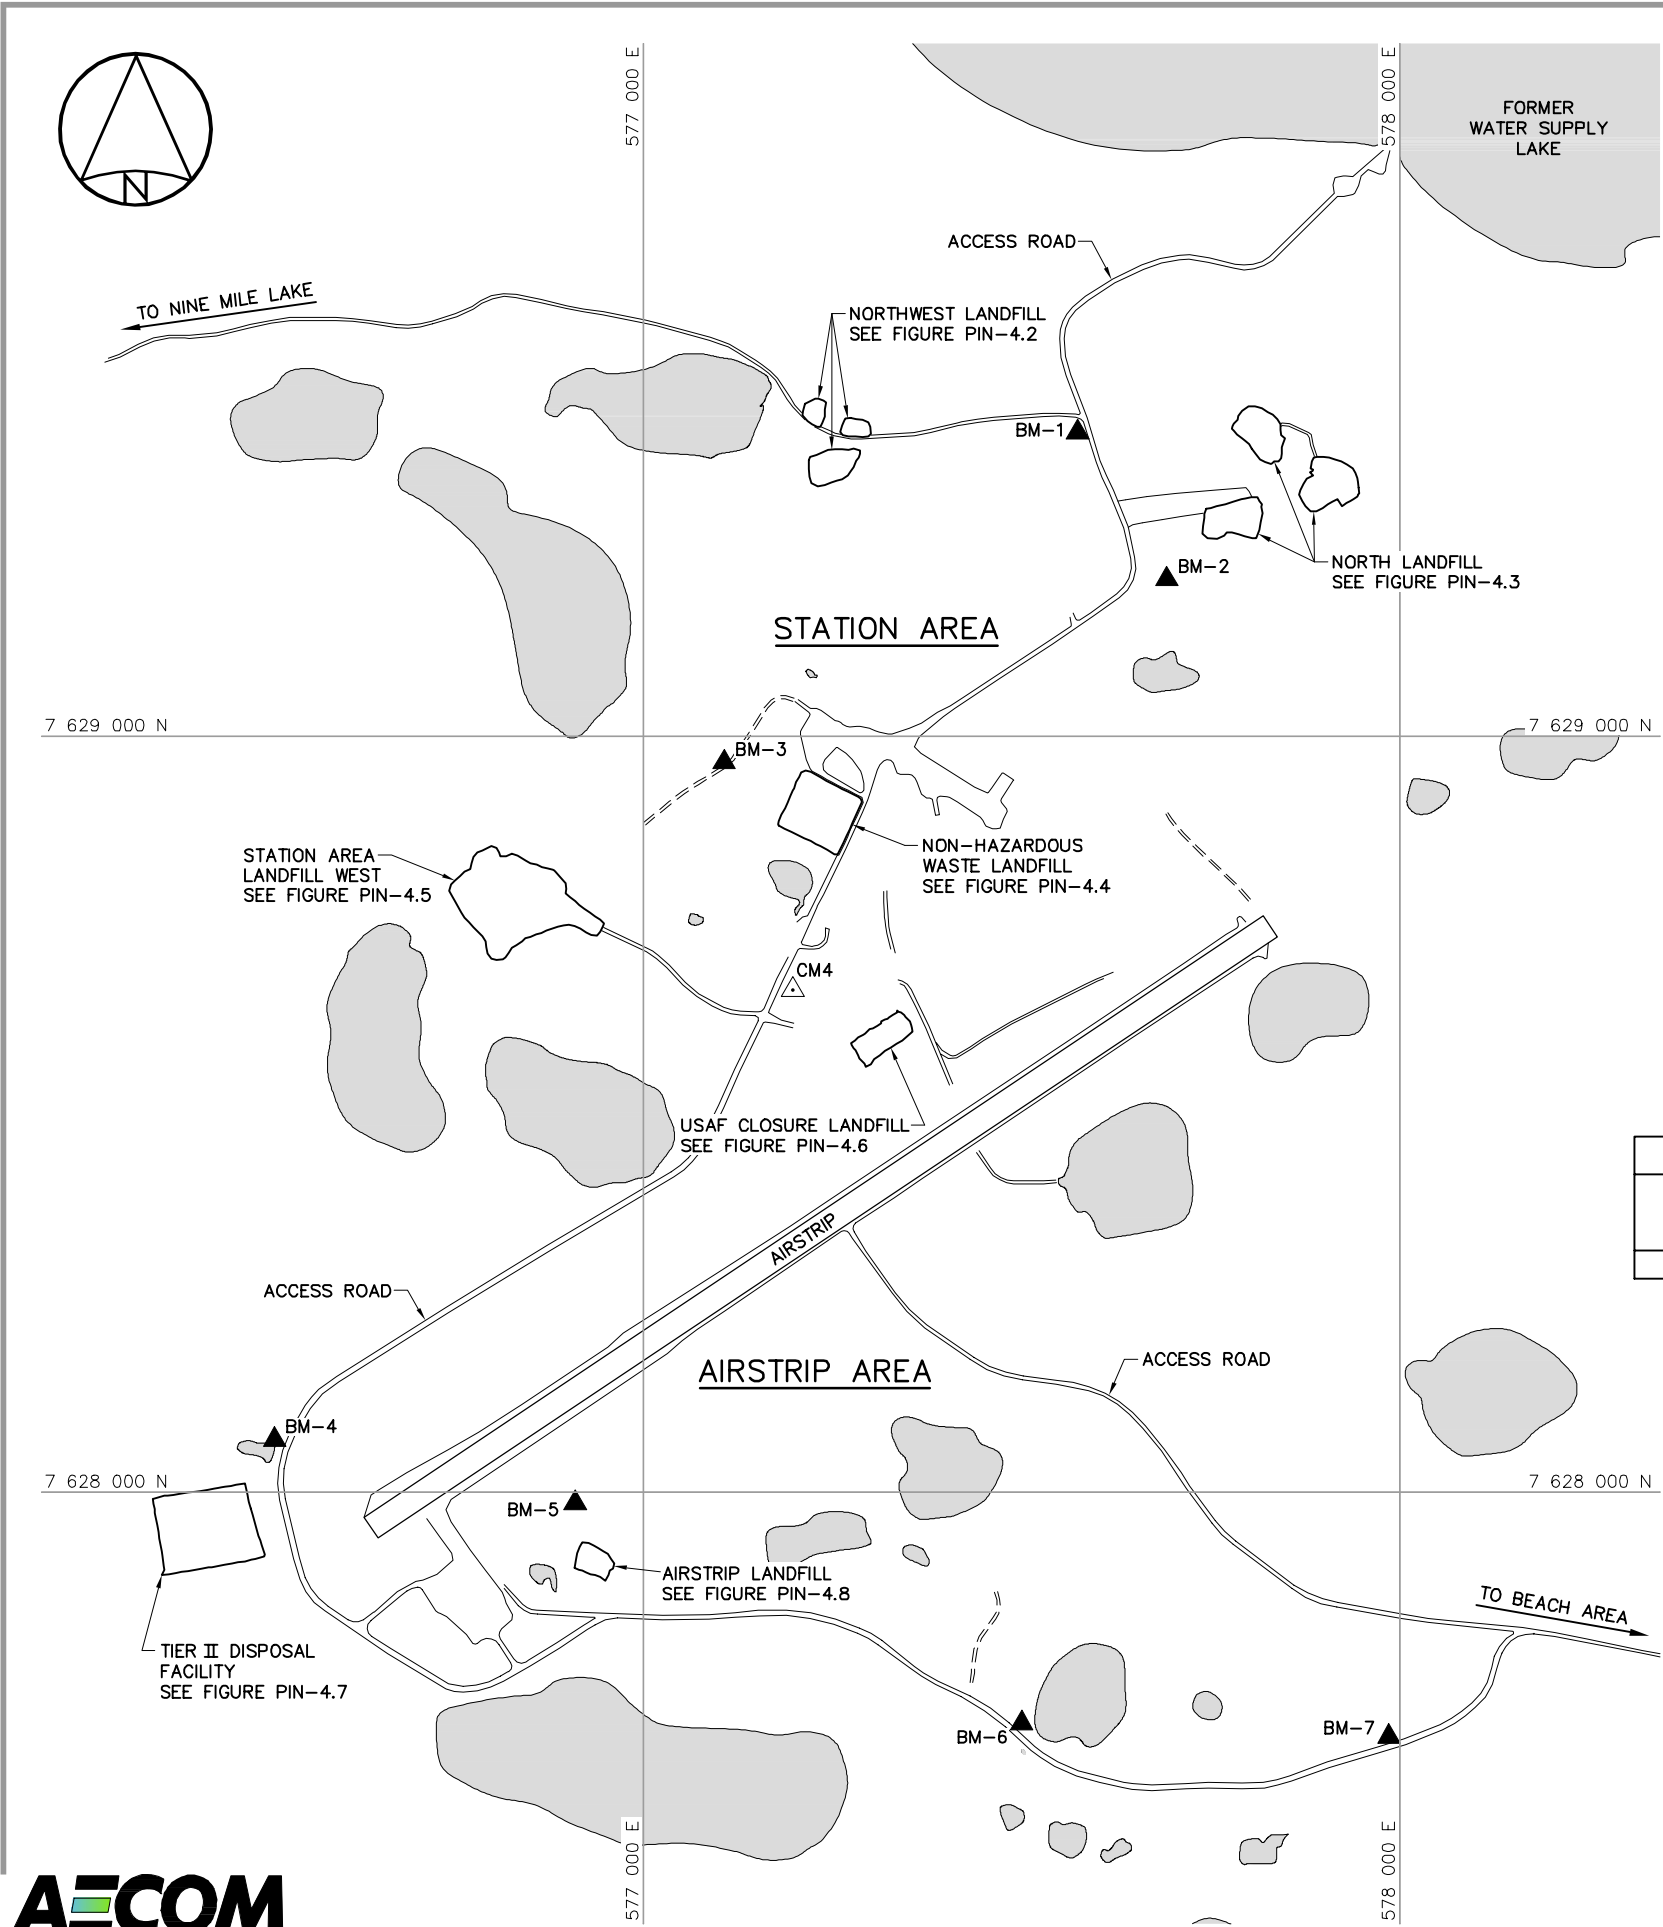 577 000 E
578 000 E
FORMER
WATER SUPPLY
LAKE
N
ACCESS ROAD
TO NINE MILE LAKE
NORTHWEST LANDFILL
SEE FIGURE PIN-4.2
BM-1
BM-2
NORTH LANDFILL
SEE FIGURE PIN-4.3
STATION AREA
7 629 000 N
7 629 000 N
BM-3
NON-HAZARDOUS
WASTE LANDFILL
SEE FIGURE PIN-4.4
STATION AREA
LANDFILL WEST
SEE FIGURE PIN-4.5
CM4
USAF CLOSURE LANDFILL
SEE FIGURE PIN-4.6
AIRSTRIP
ACCESS ROAD
AIRSTRIP AREA
ACCESS ROAD
BM-4
7 628 000 N
7 628 000 N
BM-5
AIRSTRIP LANDFILL
SEE FIGURE PIN-4.8
TO BEACH AREA
TIER II DISPOSAL
FACILITY
SEE FIGURE PIN-4.7
BM-6
BM-7
577 000 E
578 000 E
AECOM